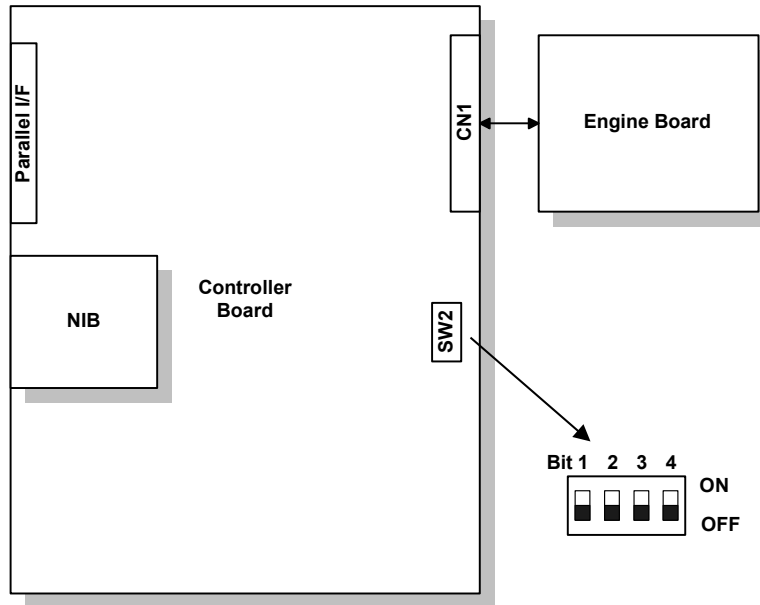 Parallel I/F
CN1
Engine Board
NIB
Controller
Board
SW2
Bit 1 2 3 4
ON
OFF